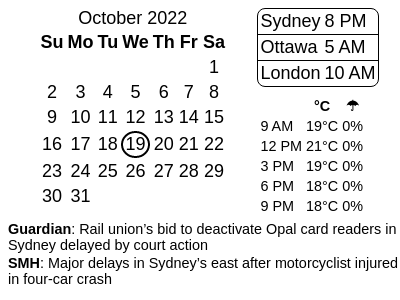 October 2022
Su Mo Tu We Th Fr Sa
1
2 3 4 5 6 7 8
9 10 11 12 13 14 15
16 17 18 19 20 21 22
23 24 25 26 27 28 29
30 31
Sydney 8 PM
Ottawa 5 AM
London 10 AM
°C ☂
9 AM 19°C 0%
12 PM 21°C 0%
3 PM 19°C 0%
6 PM 18°C 0%
9 PM 18°C 0%
Guardian: Rail union’s bid to deactivate Opal card readers in
Sydney delayed by court action
SMH: Major delays in Sydney’s east after motorcyclist injured
in four-car crash